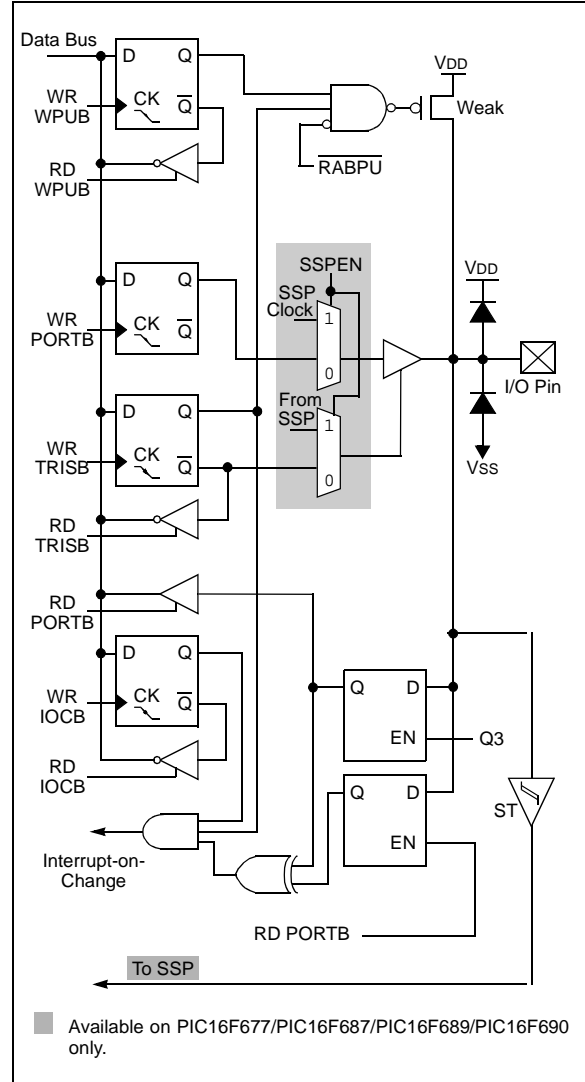 Data Bus
D Q
WR
WPUB
CK Q
RD
WPUB
VDD
Weak
RABPU
D Q
WR
PORTB
CK Q
SSPEN
SSP
Clock
1
0
VDD
I/O Pin
VSS
D Q
WR
TRISB
CK Q
From
SSP
1
0
RD
TRISB
RD
PORTB
D Q
WR
IOCB
CK Q
RD
IOCB
Q D
EN
Q3
Q D
EN
ST
Interrupt-on-
Change
RD PORTB
To SSP
Available on PIC16F677/PIC16F687/PIC16F689/PIC16F690
only.